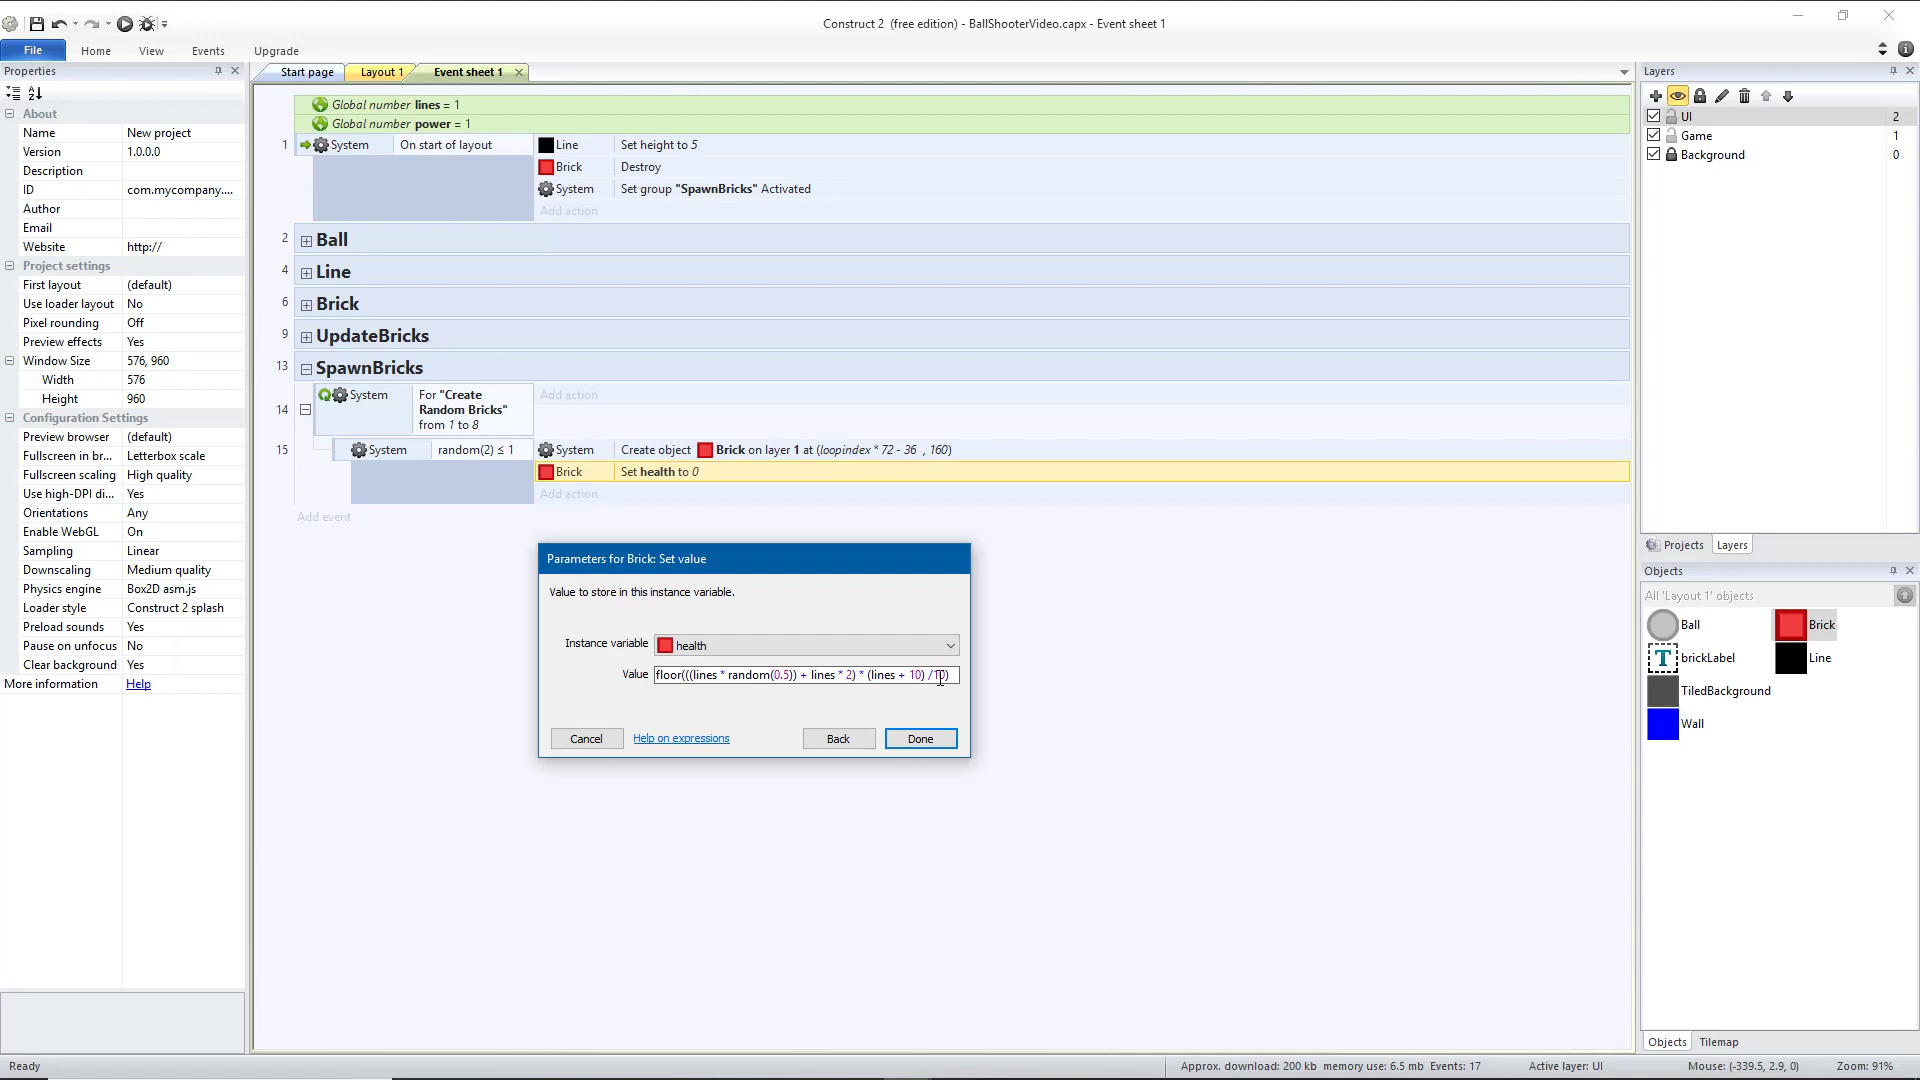 Construct 2 (free edition) - BallShooterVideo.capx - Event sheet 1
File Home View Events Upgrade
Properties
About
Name New project
Version 1.0.0.0
Description
ID com.mycompany....
Author
Email
Website http://
Project settings
First layout (default)
Use loader layout No
Pixel rounding Off
Preview effects Yes
Window Size 576, 960
Width 576
Height 960
Configuration Settings
Preview browser (default)
Fullscreen in br... Letterbox scale
Fullscreen scaling High quality
Use high-DPI di... Yes
Orientations Any
Enable WebGL On
Sampling Linear
Downscaling Medium quality
Physics engine Box2D asm.js
Loader style Construct 2 splash
Preload sounds Yes
Pause on unfocus No
Clear background Yes
More information Help
Start page Layout 1 Event sheet 1
Global number lines = 1
Global number power = 1
1 System On start of layout Line Set height to 5
Brick Destroy
System Set group "SpawnBricks" Activated
Add action
2 Ball
4 Line
6 Brick
9 UpdateBricks
13 SpawnBricks
14 System For "Create Random Bricks" from 1 to 8 Add action
15 System random(2) ≤ 1 System Create object Brick on layer 1 at (loopindex * 72 - 36 , 160)
Brick Set health to 0
Add action
Add event
Parameters for Brick: Set value
Value to store in this instance variable.
Instance variable health
Value floor(((lines * random(0.5)) + lines * 2) * (lines + 10) /10)
Cancel Help on expressions Back Done
Layers
UI 2
Game 1
Background 0
Projects Layers
Objects
All 'Layout 1' objects
Ball Brick
T brickLabel Line
TiledBackground
Wall
Objects Tilemap
Ready Approx. download: 200 kb memory use: 6.5 mb Events: 17 Active layer: UI Mouse: (-339.5, 2.9, 0) Zoom: 91%